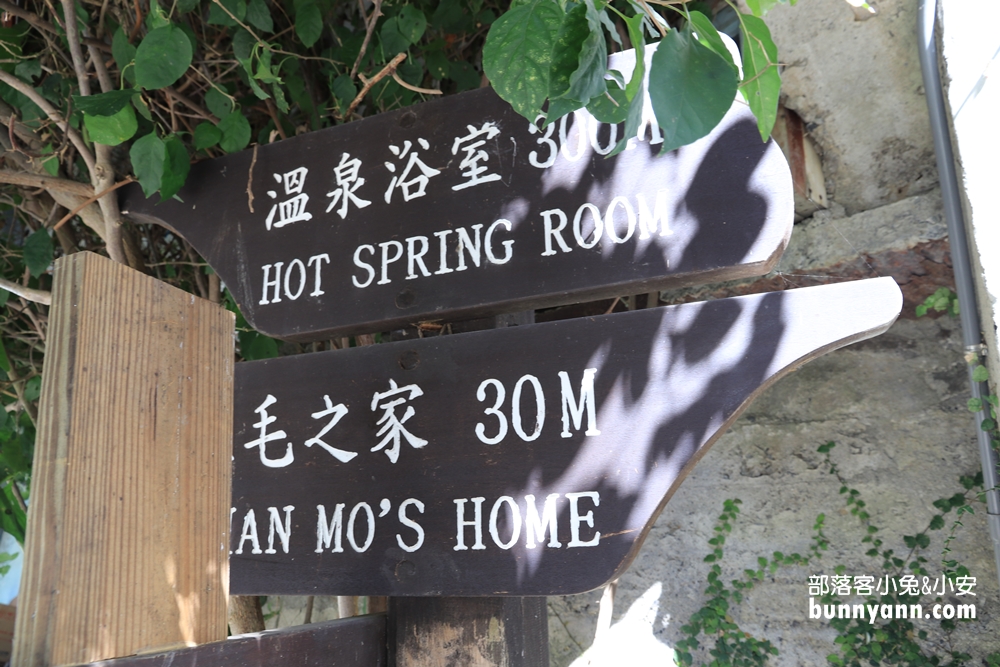 溫泉浴室 300M
HOT SPRING ROOM
毛之家 30M
MO'S HOME
部落客小兔&小安
bunnyann.com